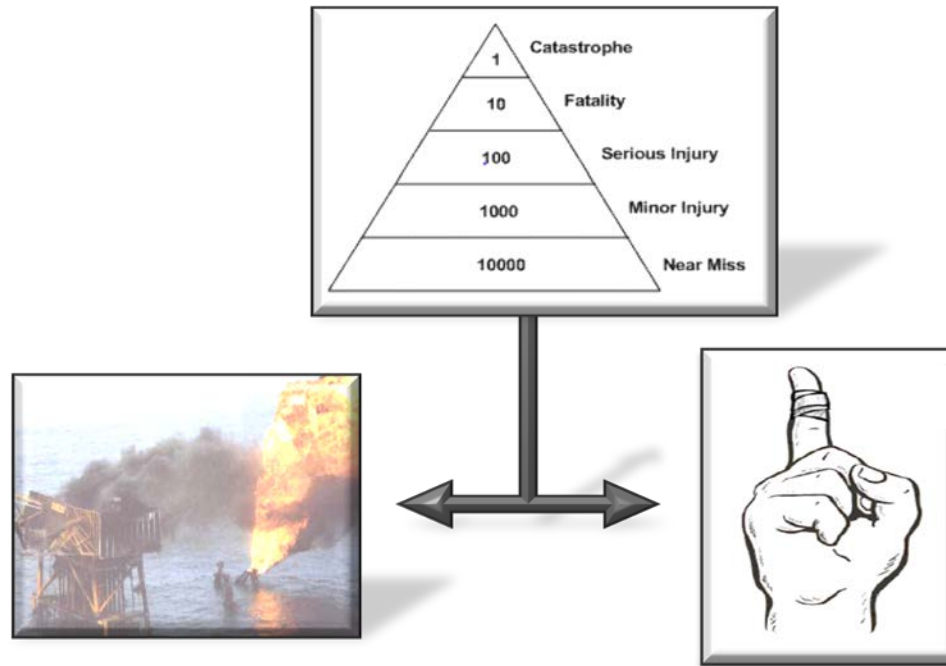 1 Catastrophe
10 Fatality
100 Serious Injury
1000 Minor Injury
10000 Near Miss